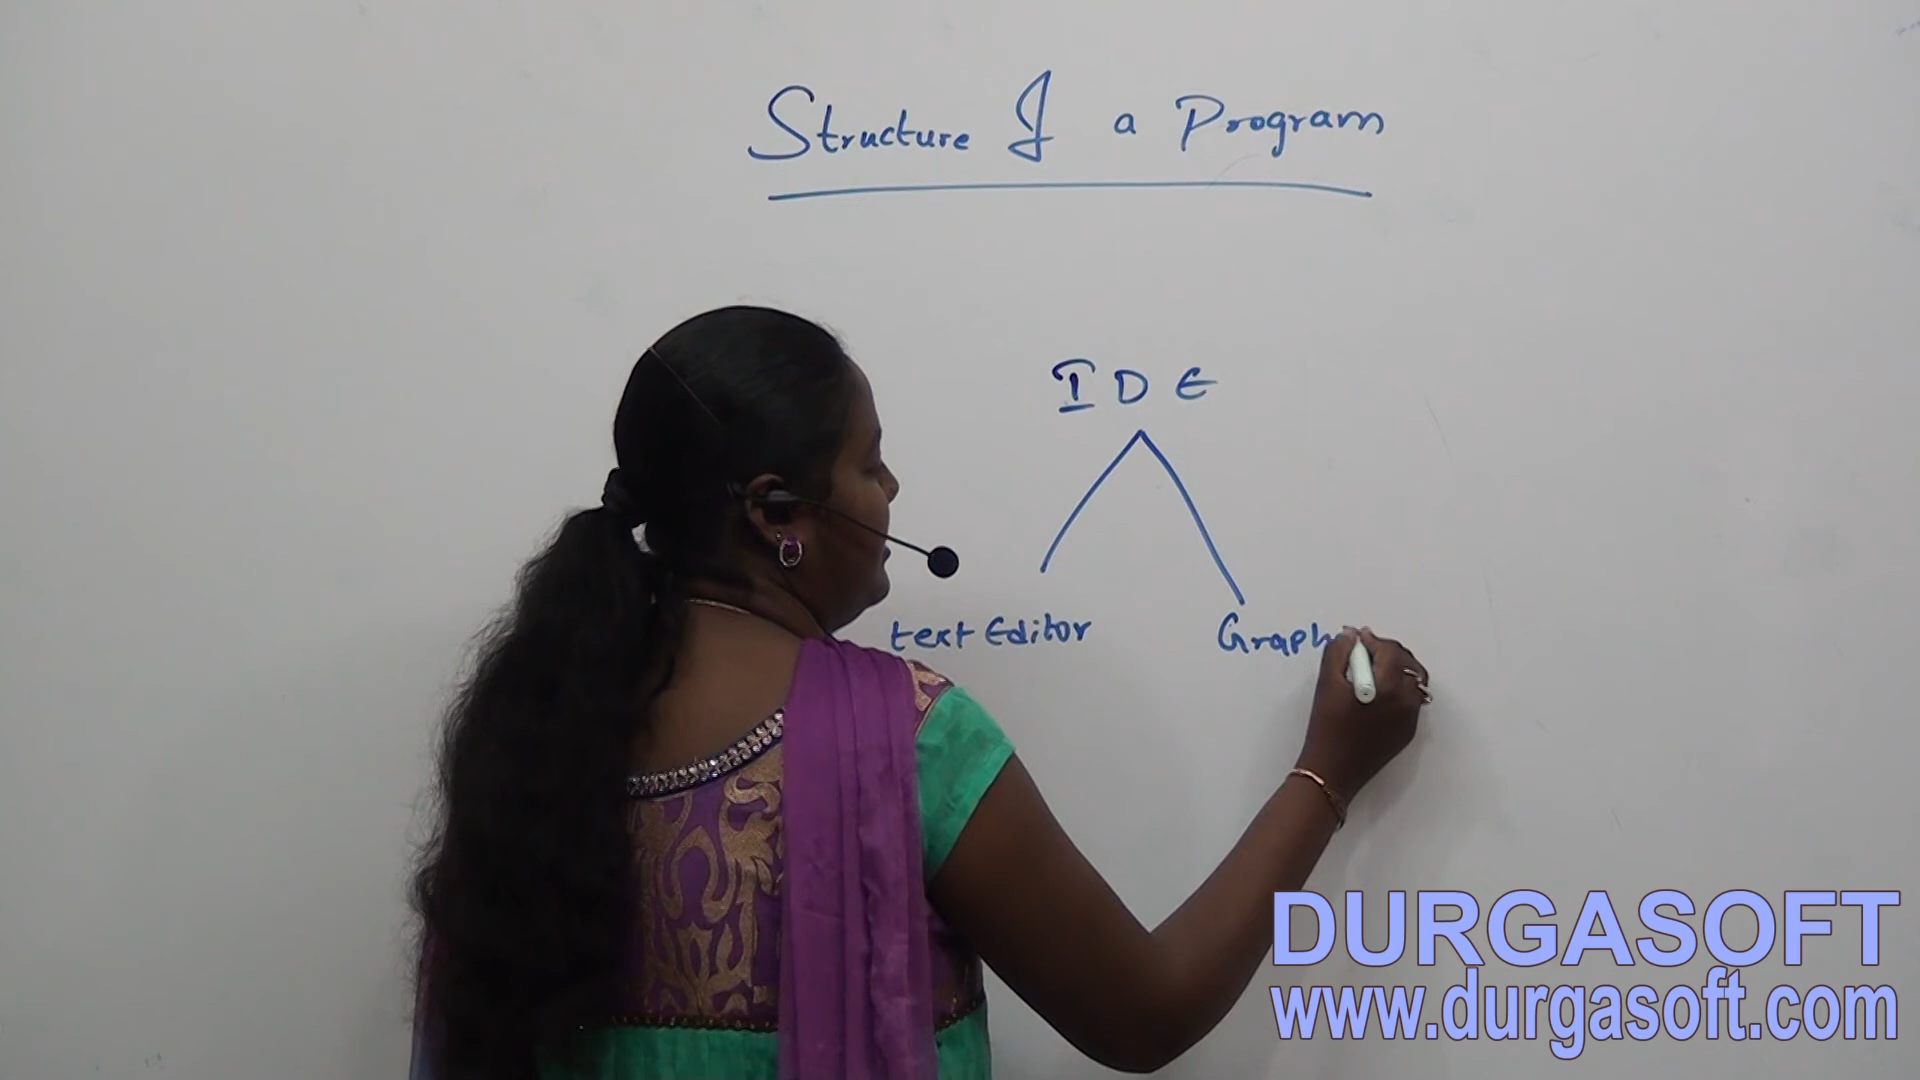 Structure of a Program
IDE
text Editor
Graph
DURGASOFT
www.durgasoft.com